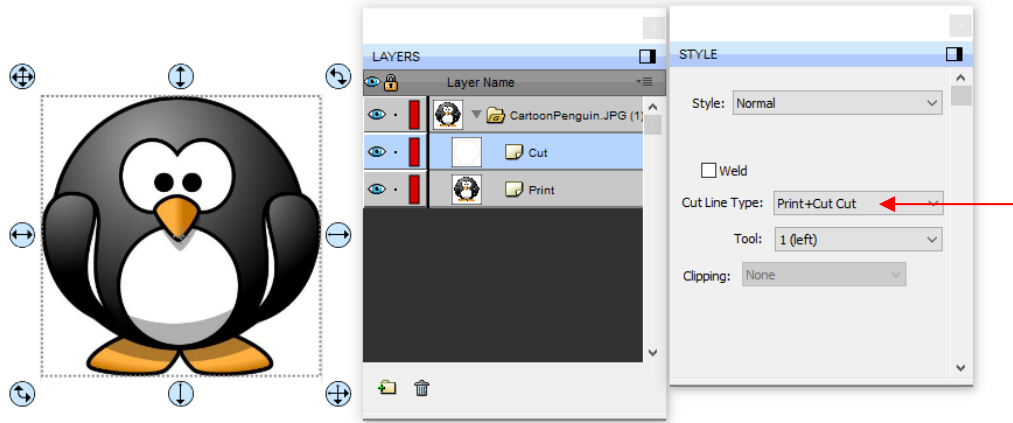 LAYERS
Layer Name
CartoonPenguin.JPG (1)
Cut
Print
STYLE
Style: Normal
Weld
Cut Line Type: Print+Cut Cut
Tool: 1 (left)
Clipping: None